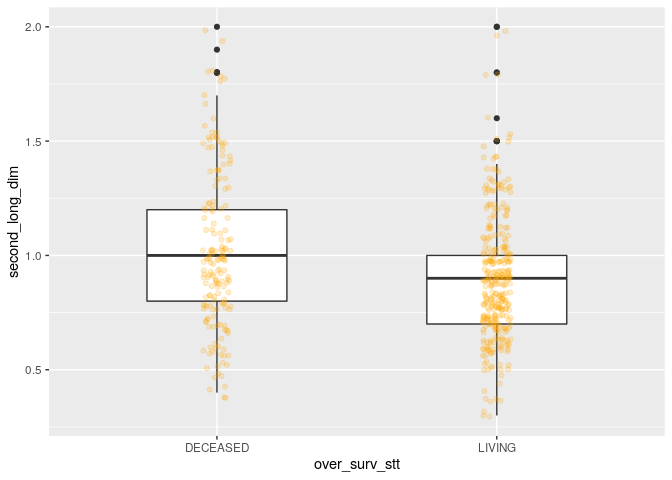 2.0
1.5
1.0
0.5
second_long_dim
DECEASED
LIVING
over_surv_stt